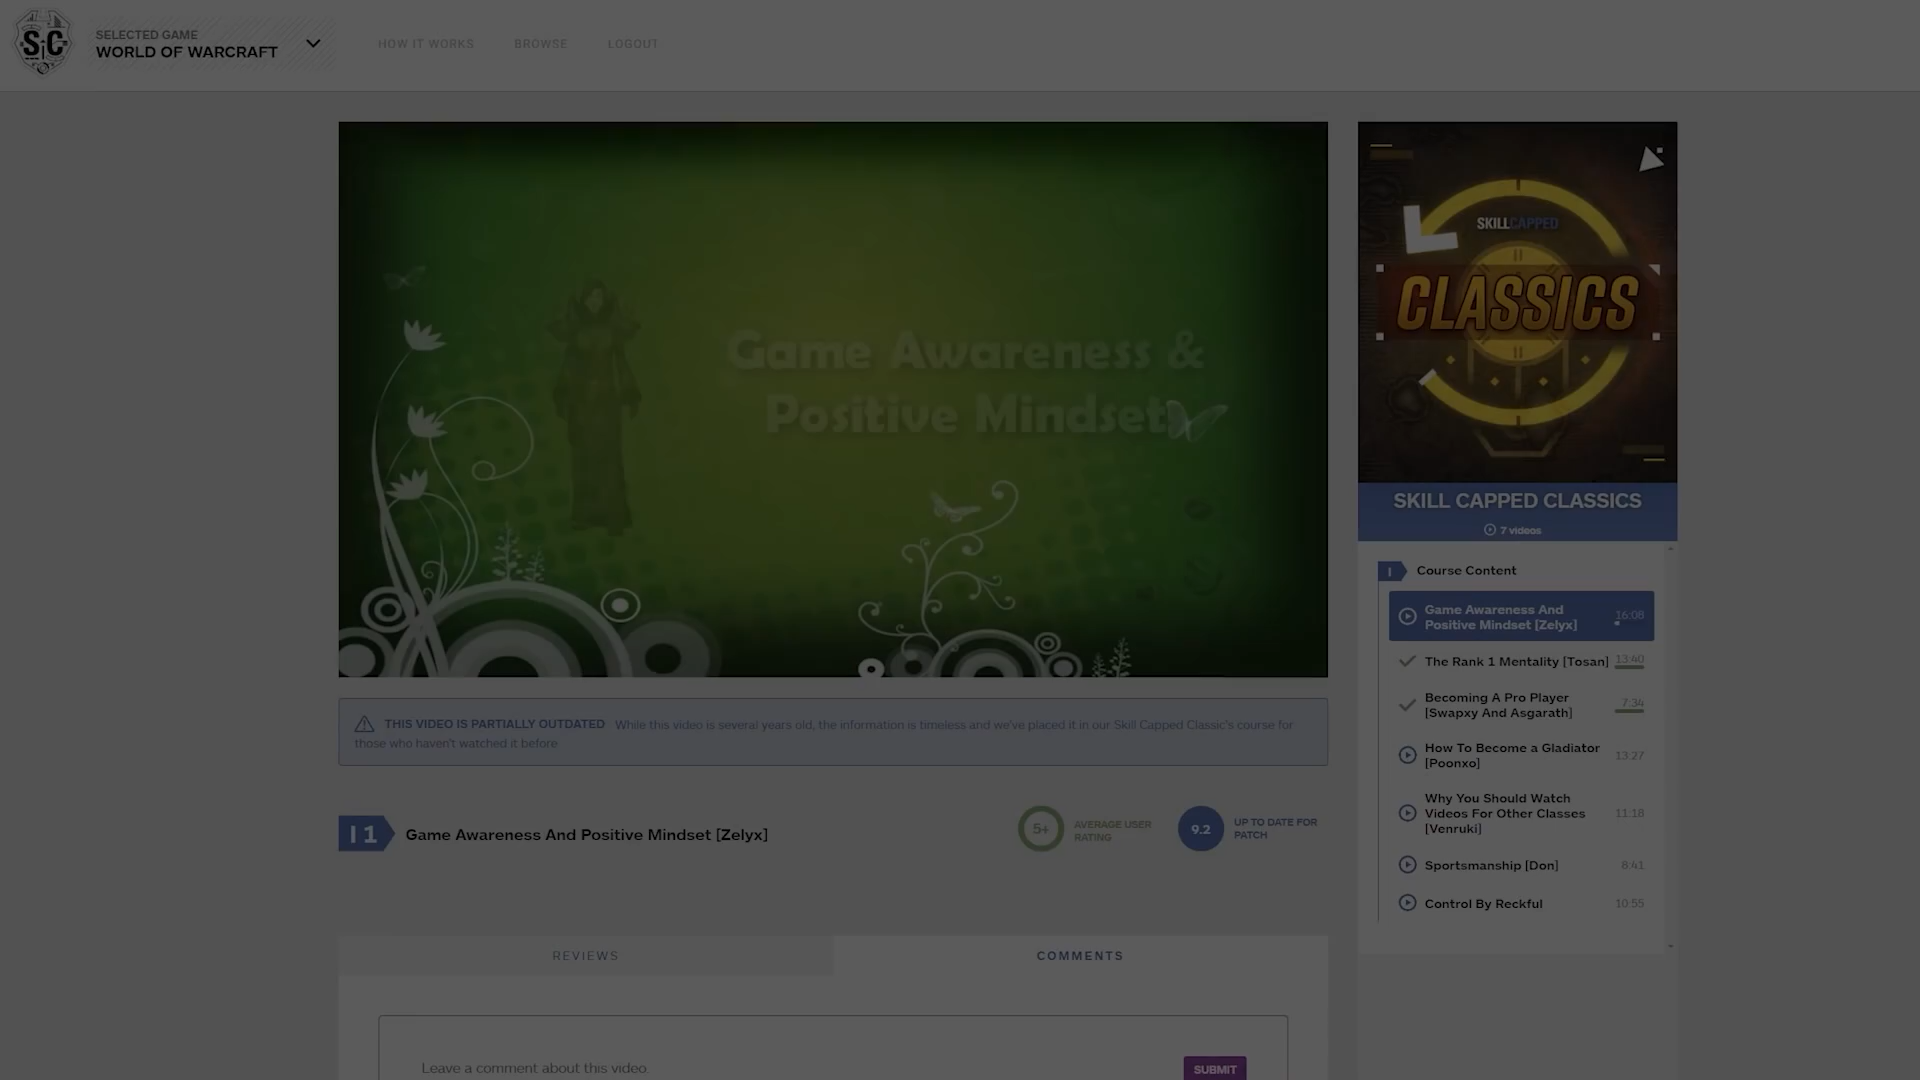 SiC
SELECTED GAME
WORLD OF WARCRAFT
HOW IT WORKS
BROWSE
LOGOUT
Game Awareness &
Positive Mindset
SKILLCAPPED
CLASSICS
SKILL CAPPED CLASSICS
7 videos
I
Course Content
Game Awareness And
Positive Mindset [Zelyx]
16:08
The Rank 1 Mentality [Tosan]
13:40
Becoming A Pro Player
[Swapxy And Asgarath]
7:34
How To Become a Gladiator
[Poonxo]
13:27
Why You Should Watch
Videos For Other Classes
[Venruki]
11:18
Sportsmanship [Don]
8:41
Control By Reckful
10:55
THIS VIDEO IS PARTIALLY OUTDATED While this video is several years old, the information is timeless and we've placed it in our Skill Capped Classic's course for
those who haven't watched it before
I 1
Game Awareness And Positive Mindset [Zelyx]
5+
AVERAGE USER
RATING
9.2
UP TO DATE FOR
PATCH
REVIEWS
COMMENTS
Leave a comment about this video.
SUBMIT